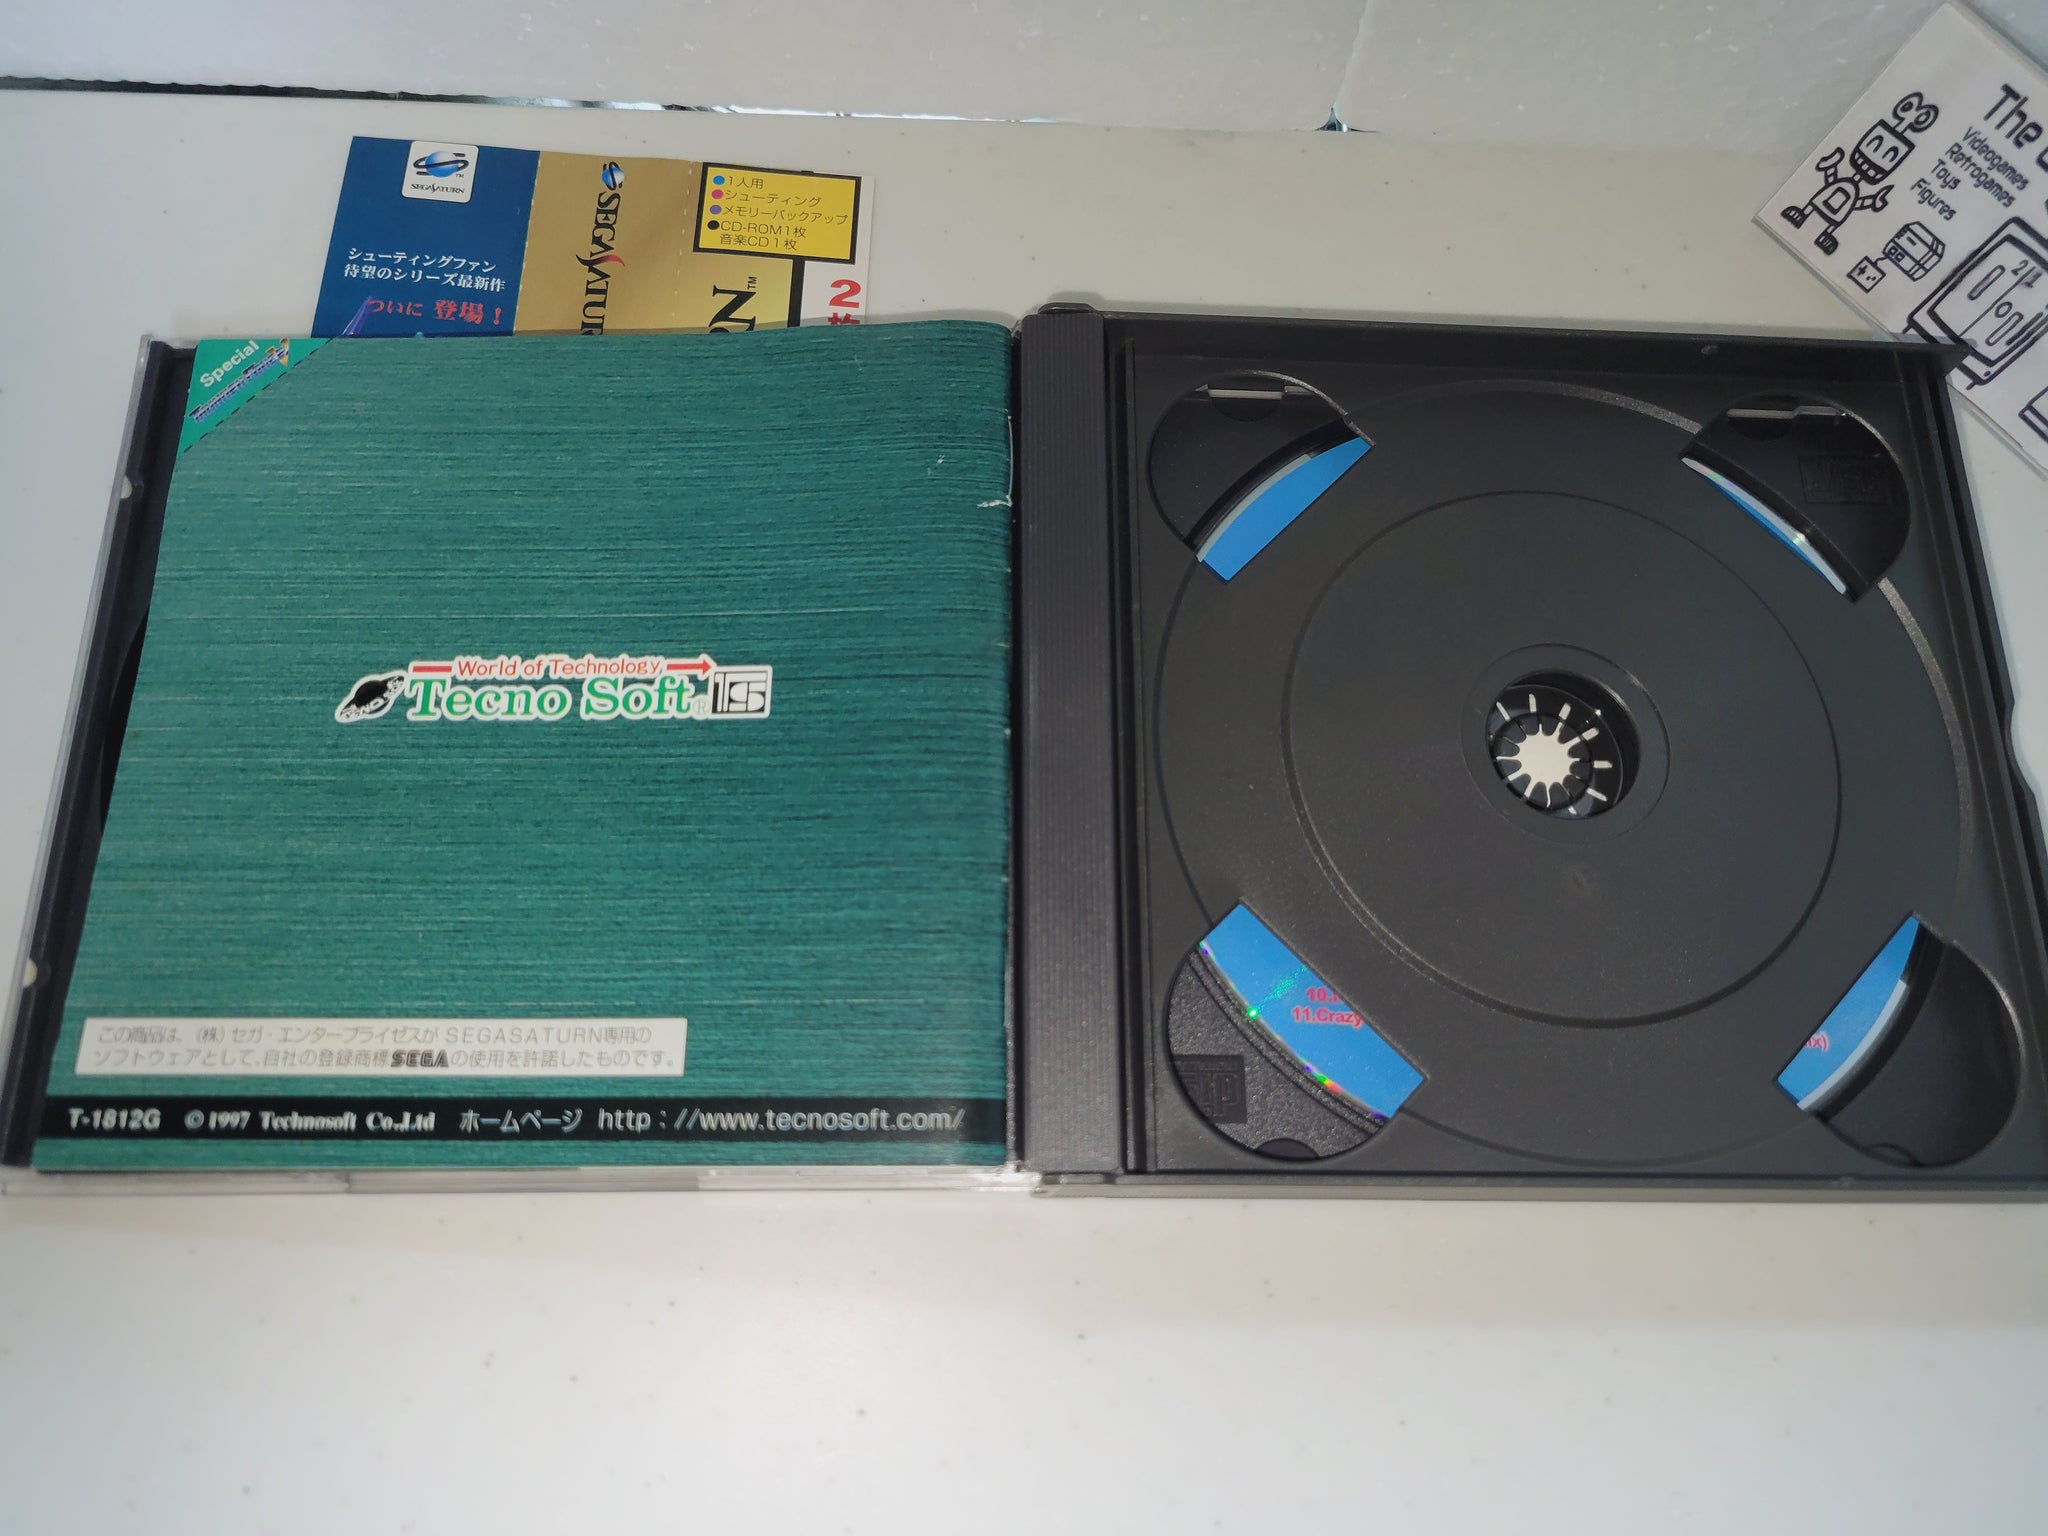 SEGASATURN
TM
シューティングファン
待望のシリーズ最新作
ついに 登場!
SEGASATURN
●1人用
●シューティング
●メモリーバックアップ
●CD-ROM1枚
音楽CD1枚
TM
2枚
The
Videogames
Retrogames
Toys
Figures
Special
World of Technology
Tecno Soft®
この商品は、(株)セガ・エンタープライゼスがSEGASATURN専用の
ソフトウェアとして、自社の登録商標SEGAの使用を許諾したものです。
T-1812G © 1997 Technosoft Co.,Ltd ホームページ http://www.tecnosoft.com/
10.
11.Crazy
ix)